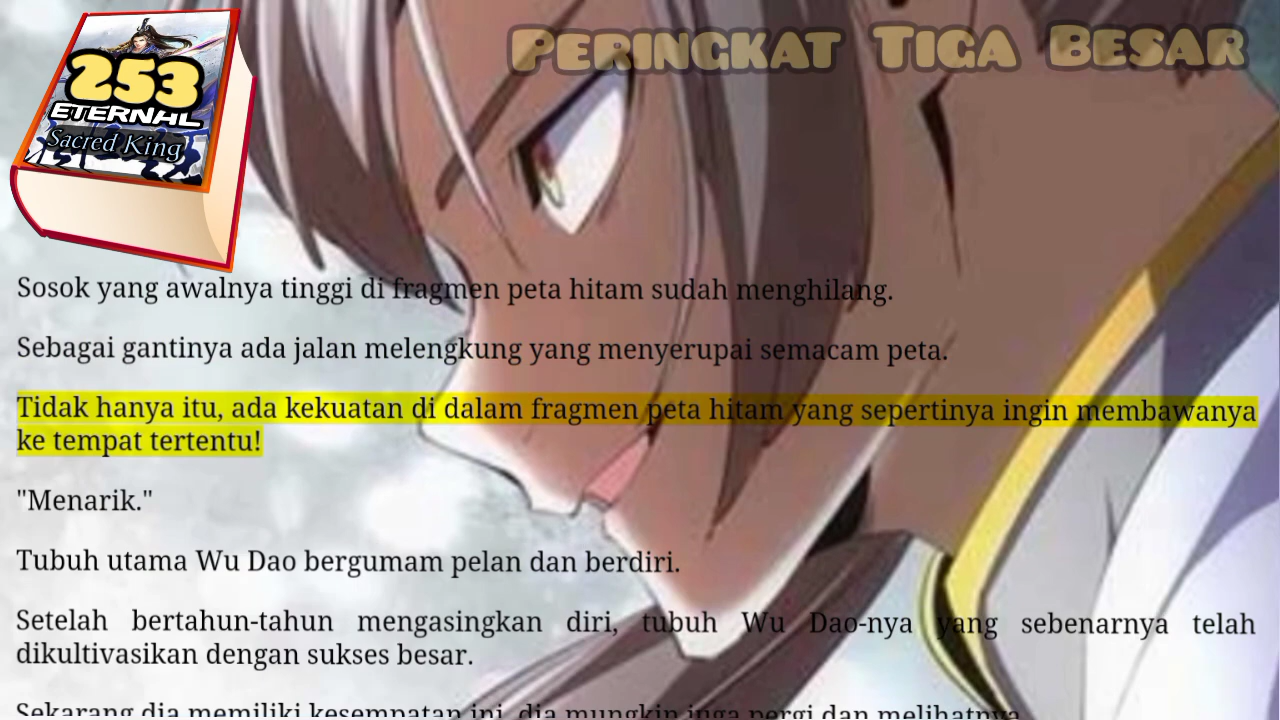 PERINGKAT TIGA BESAR
253
ETERNAL
Sacred King
Sosok yang awalnya tinggi di fragmen peta hitam sudah menghilang.
Sebagai gantinya ada jalan melengkung yang menyerupai semacam peta.
Tidak hanya itu, ada kekuatan di dalam fragmen peta hitam yang sepertinya ingin membawanya
ke tempat tertentu!
"Menarik."
Tubuh utama Wu Dao bergumam pelan dan berdiri.
Setelah bertahun-tahun mengasingkan diri, tubuh Wu Dao-nya yang sebenarnya telah
dikultivasikan dengan sukses besar.
Sekarang dia memiliki kesempatan ini, dia mungkin juga pergi dan melihatnya.